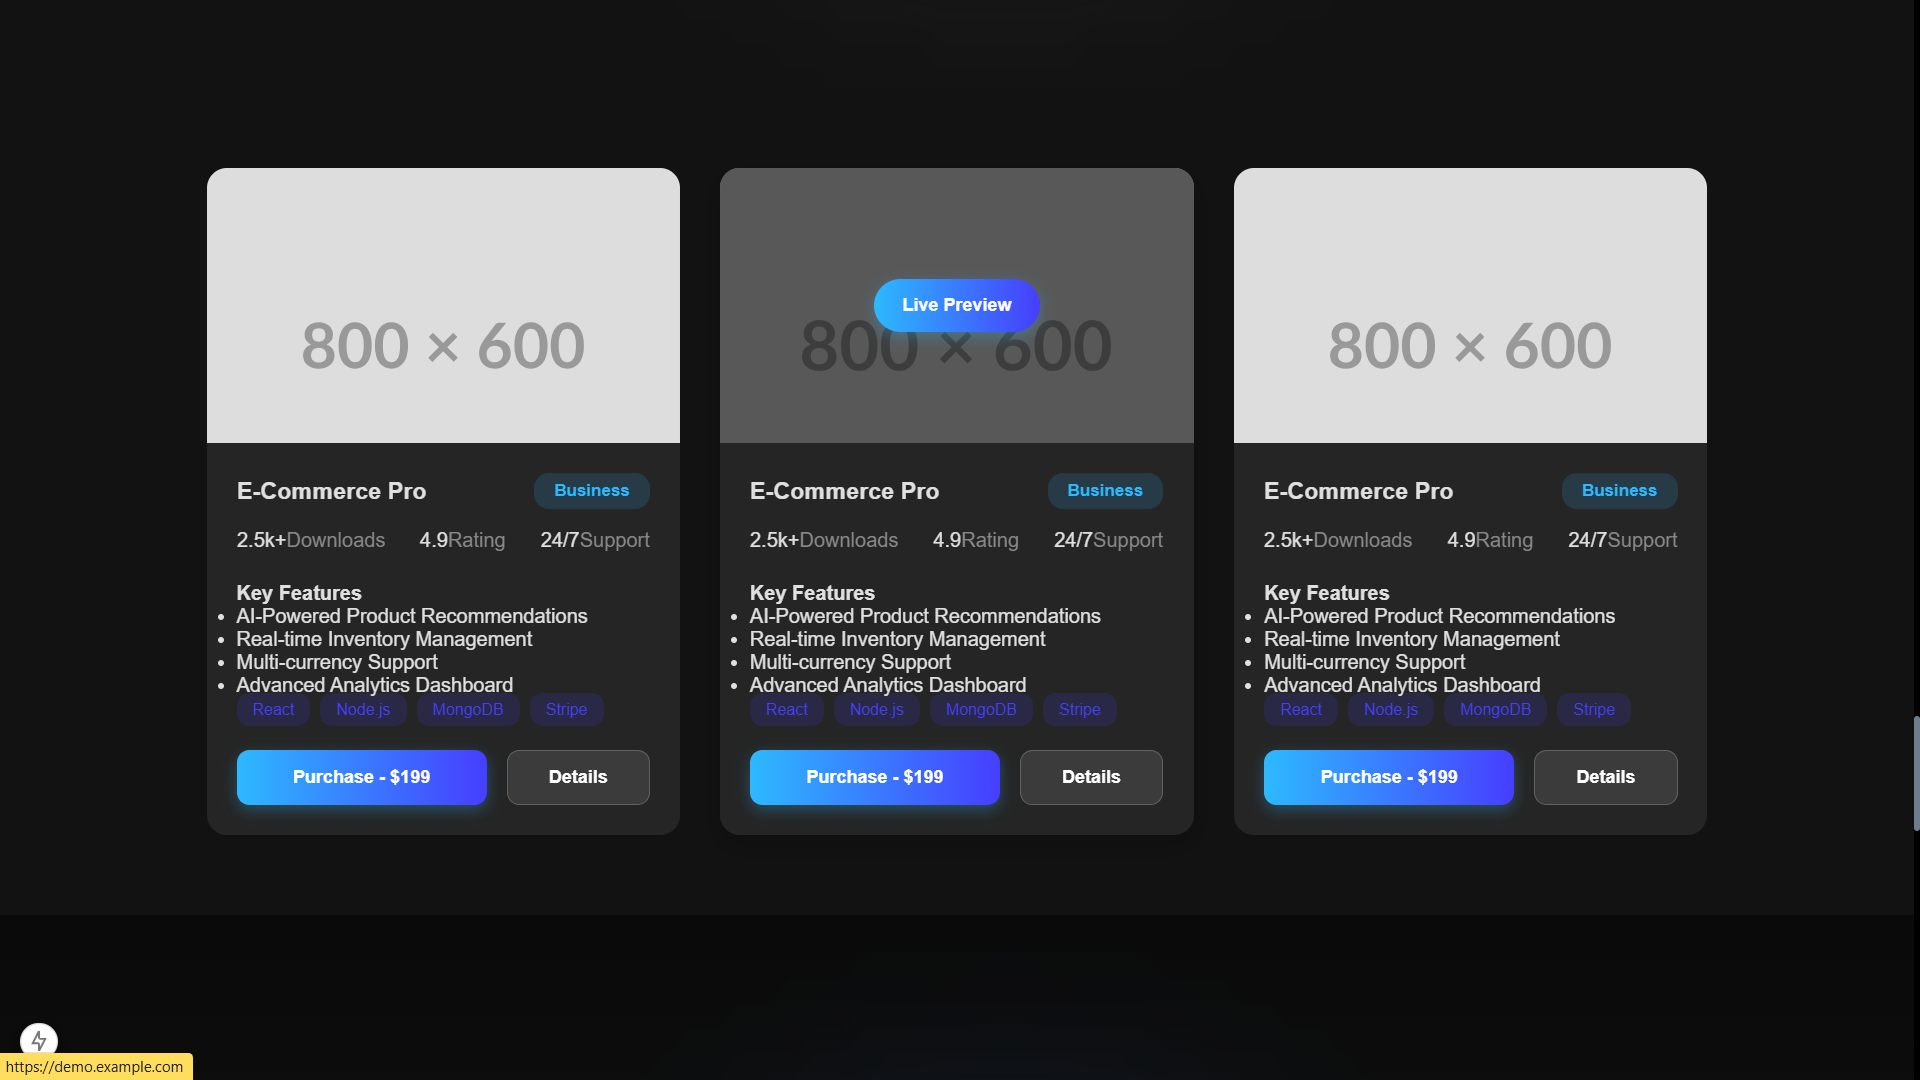 800 × 600
Live Preview
800 × 600
800 × 600
E-Commerce Pro
Business
2.5k+Downloads
4.9Rating
24/7Support
Key Features
• AI-Powered Product Recommendations
• Real-time Inventory Management
• Multi-currency Support
• Advanced Analytics Dashboard
React
Node.js
MongoDB
Stripe
Purchase - $199
Details
E-Commerce Pro
Business
2.5k+Downloads
4.9Rating
24/7Support
Key Features
• AI-Powered Product Recommendations
• Real-time Inventory Management
• Multi-currency Support
• Advanced Analytics Dashboard
React
Node.js
MongoDB
Stripe
Purchase - $199
Details
E-Commerce Pro
Business
2.5k+Downloads
4.9Rating
24/7Support
Key Features
• AI-Powered Product Recommendations
• Real-time Inventory Management
• Multi-currency Support
• Advanced Analytics Dashboard
React
Node.js
MongoDB
Stripe
Purchase - $199
Details
https://demo.example.com